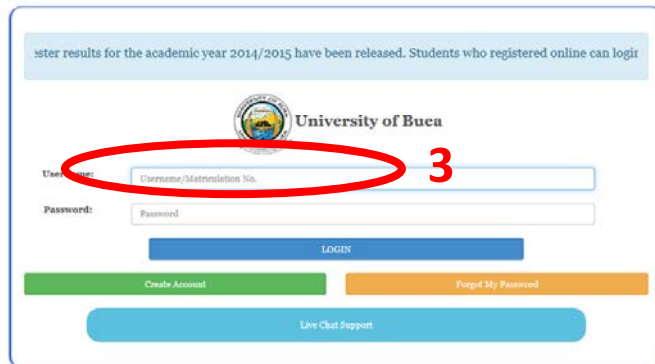 ester results for the academic year 2014/2015 have been released. Students who registered online can login
University of Buea
3
Username:
Username/Matriculation No.
Password:
Password
LOGIN
Create Account
Forgot My Password
Live Chat Support